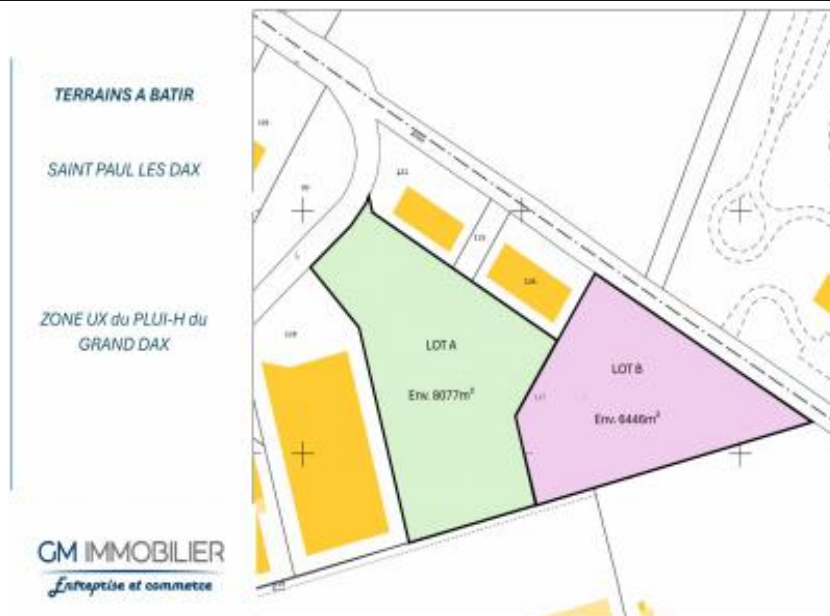 TERRAINS A BATIR
SAINT PAUL LES DAX
ZONE UX du PLUI-H du
GRAND DAX
GM IMMOBILIER
Entreprise et commerce
LOT A
Env. 8077m²
LOT B
Env. 6446m²